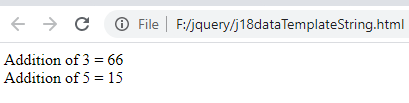 File F:/jquery/j18dataTemplateString.html
Addition of 3 = 66
Addition of 5 = 15